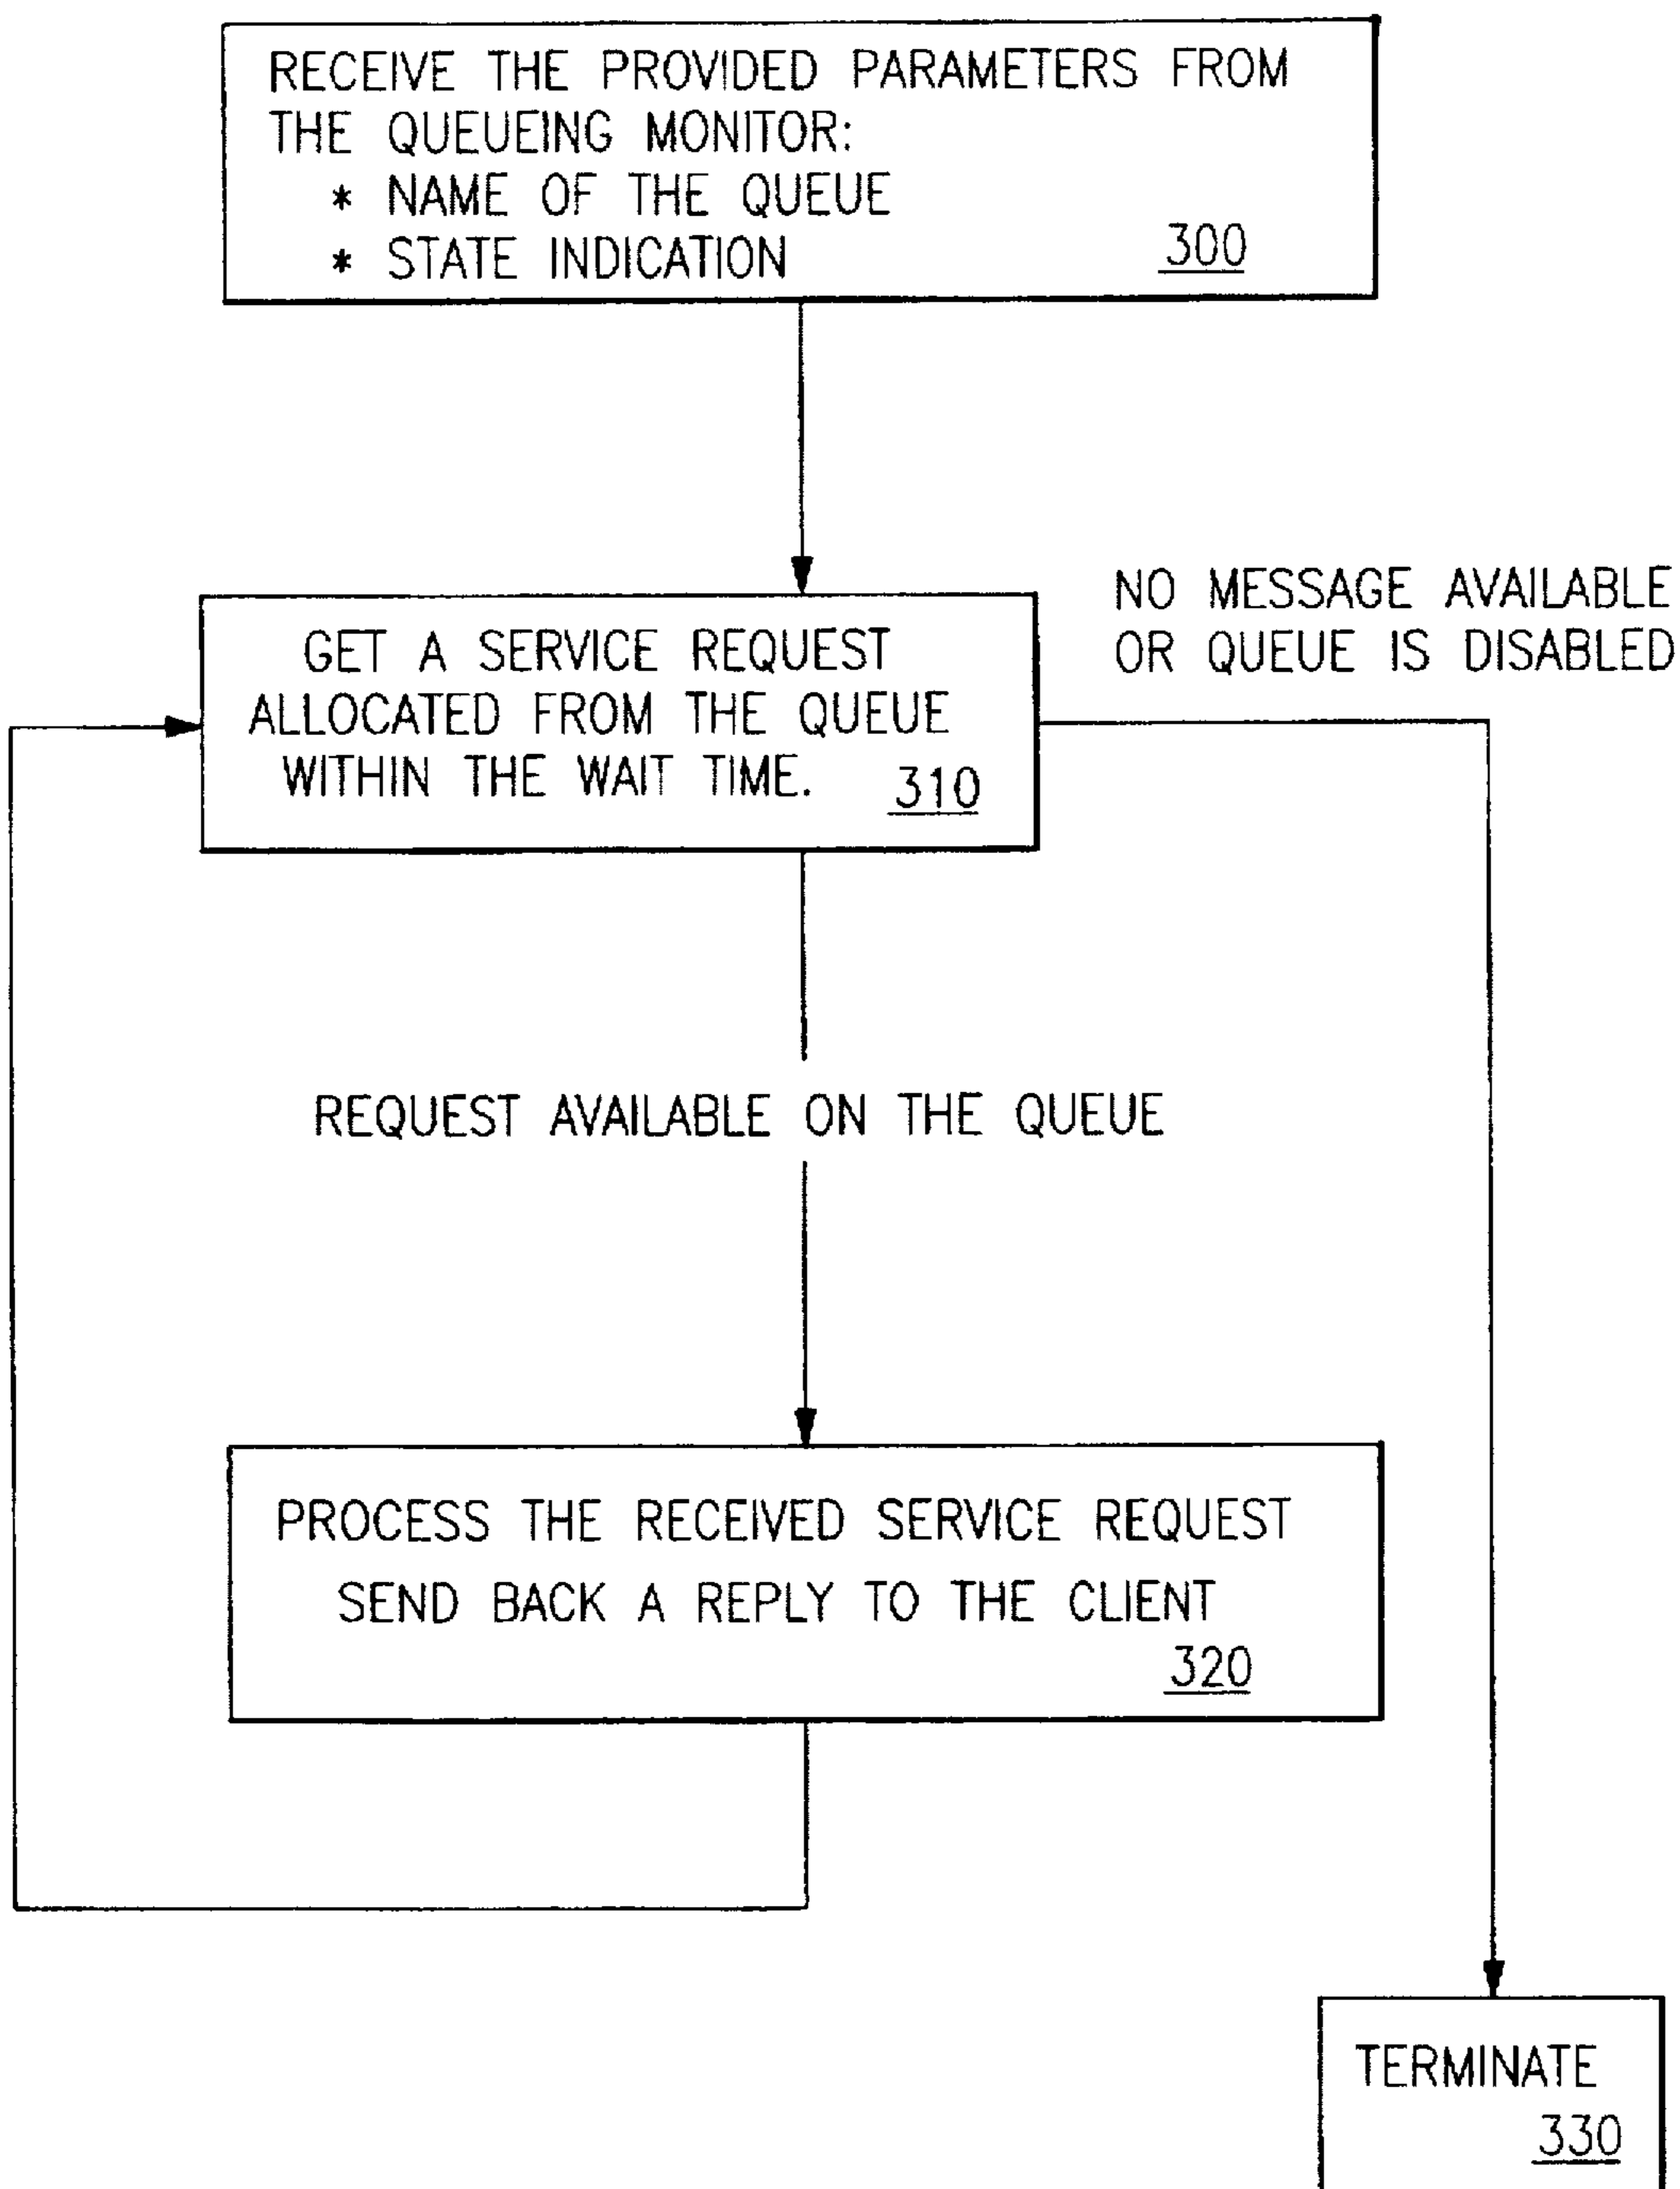 RECEIVE THE PROVIDED PARAMETERS FROM
THE QUEUEING MONITOR:
* NAME OF THE QUEUE
* STATE INDICATION
300
NO MESSAGE AVAILABLE
OR QUEUE IS DISABLED
GET A SERVICE REQUEST
ALLOCATED FROM THE QUEUE
WITHIN THE WAIT TIME.
310
REQUEST AVAILABLE ON THE QUEUE
PROCESS THE RECEIVED SERVICE REQUEST
SEND BACK A REPLY TO THE CLIENT
320
TERMINATE
330